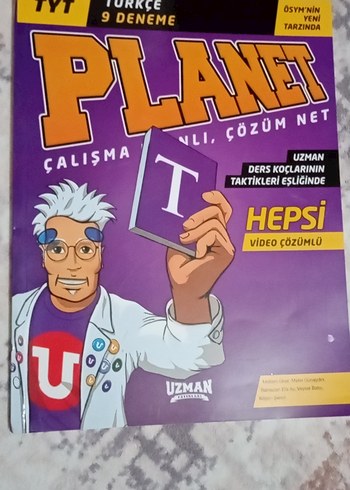 TYT
TÜRKÇE
9 DENEME
ÖSYM'NİN
YENİ
TARZINDA
PLANET
ÇALIŞMA NLI, ÇÖZÜM NET
UZMAN
DERS KOÇLARININ
TAKTİKLERİ EŞLİĞİNDE
T
HEPSİ
VİDEO ÇÖZÜMLÜ
U
UZMAN
YAYINLARI